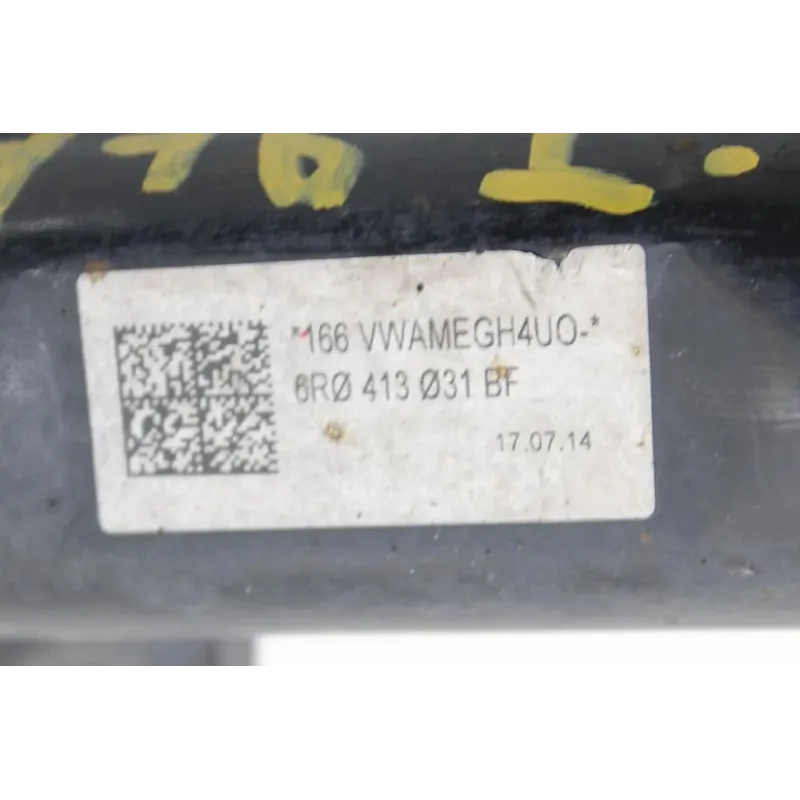 *166 VWAMEGH4UO-*
6RØ 413 Ø31 BF
17.07.14